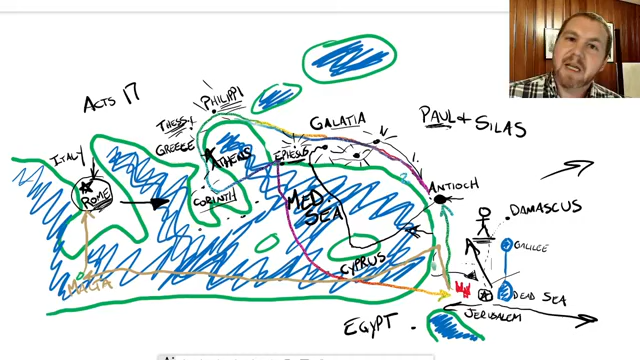 ACTS 17
PHILIPPI
THESS.
GREECE
GALATIA
PAUL & SILAS
ITALY
ATHENS
EPHESUS
ROME
CORINTH
MED
SEA
ANTIOCH
DAMASCUS
GALILEE
CYPRUS
MALTA
DEAD SEA
JERUSALEM
EGYPT